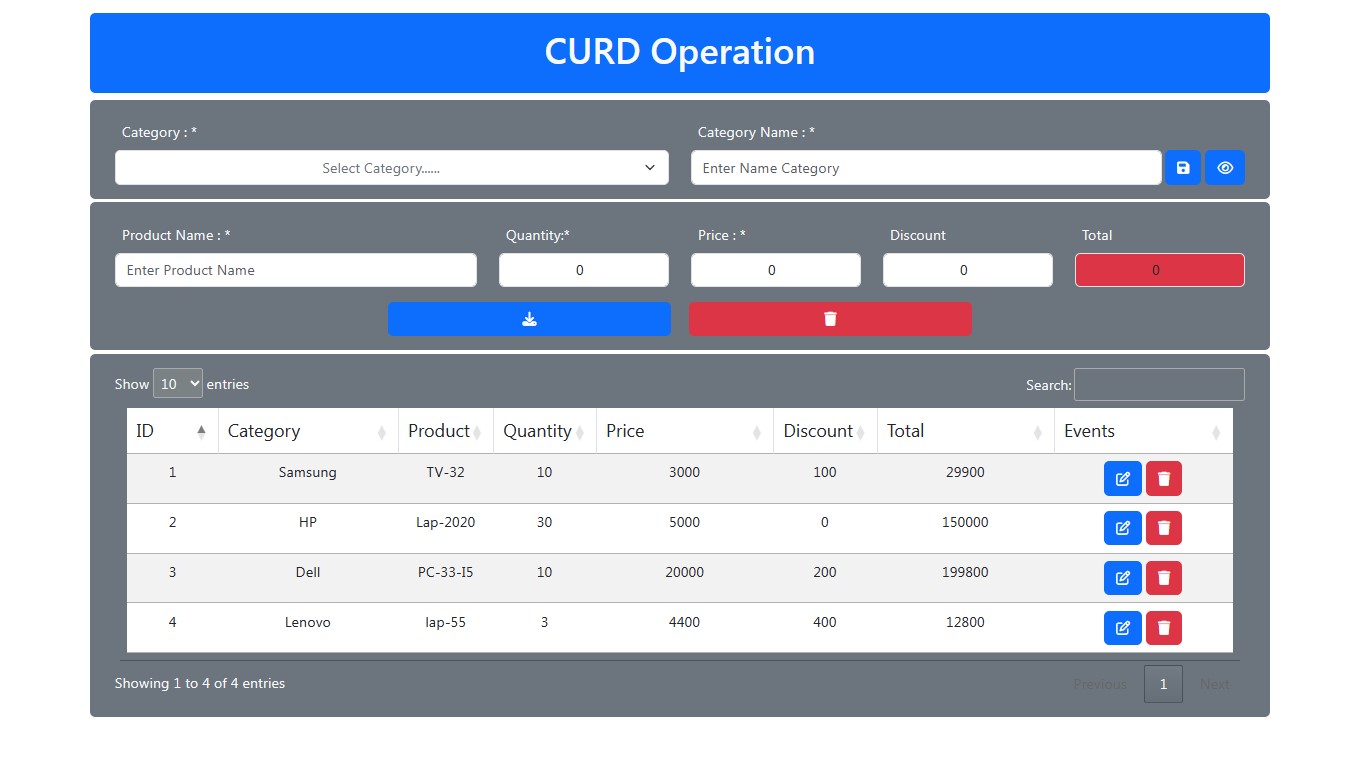 CURD Operation
Category : * Category Name : *
Select Category...... Enter Name Category
Product Name : * Quantity:* Price : * Discount Total
Enter Product Name 0 0 0 0
Show 10 entries Search:
ID Category Product Quantity Price Discount Total Events
1 Samsung TV-32 10 3000 100 29900
2 HP Lap-2020 30 5000 0 150000
3 Dell PC-33-I5 10 20000 200 199800
4 Lenovo lap-55 3 4400 400 12800
Showing 1 to 4 of 4 entries Previous 1 Next